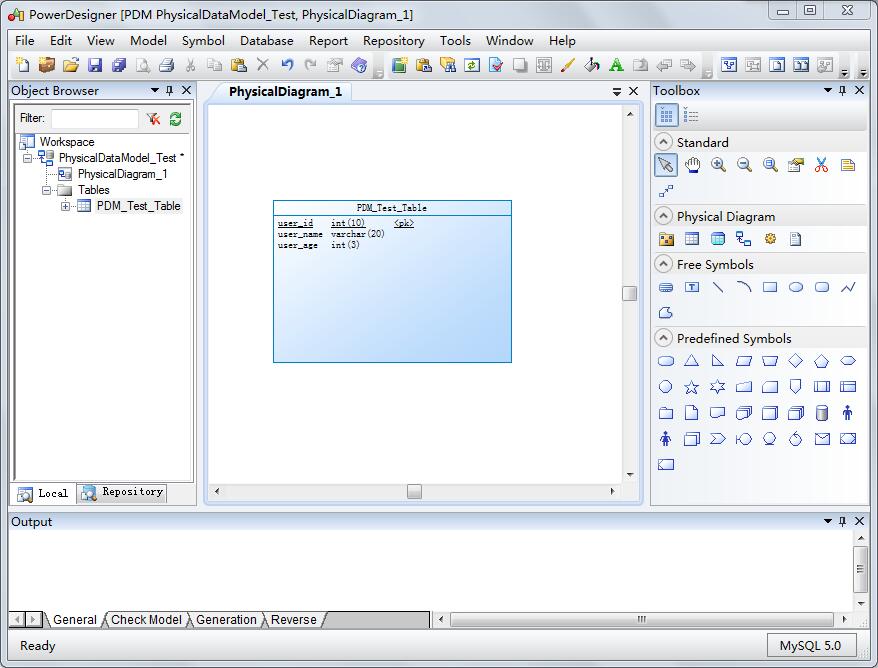 PowerDesigner [PDM PhysicalDataModel_Test, PhysicalDiagram_1]
File Edit View Model Symbol Database Report Repository Tools Window Help
Object Browser
Filter:
Workspace
PhysicalDataModel_Test *
PhysicalDiagram_1
Tables
PDM_Test_Table
Local Repository
PhysicalDiagram_1
PDM_Test_Table
user_id int(10) <pk>
user_name varchar(20)
user_age int(3)
Toolbox
Standard
Physical Diagram
Free Symbols
Predefined Symbols
Output
General Check Model Generation Reverse
Ready MySQL 5.0